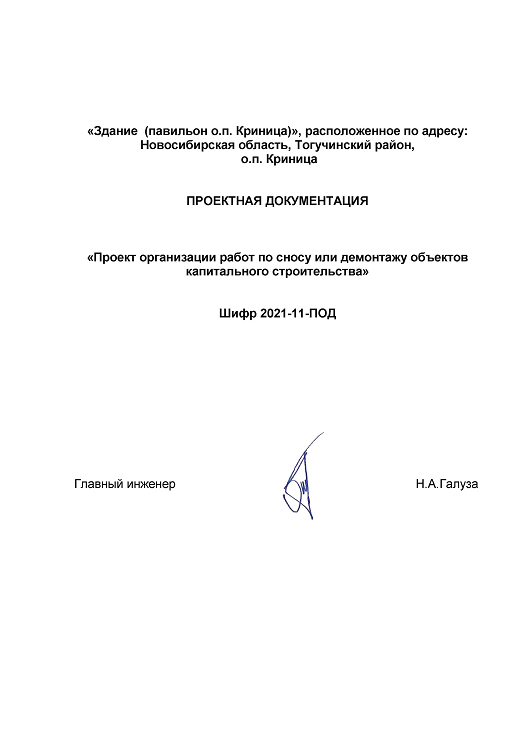 «Здание  (павильон о.п. Криница)», расположенное по адресу:
Новосибирская область, Тогучинский район,
о.п. Криница
ПРОЕКТНАЯ ДОКУМЕНТАЦИЯ
«Проект организации работ по сносу или демонтажу объектов
капитального строительства»
Шифр 2021-11-ПОД
Главный инженер Н.А.Галуза